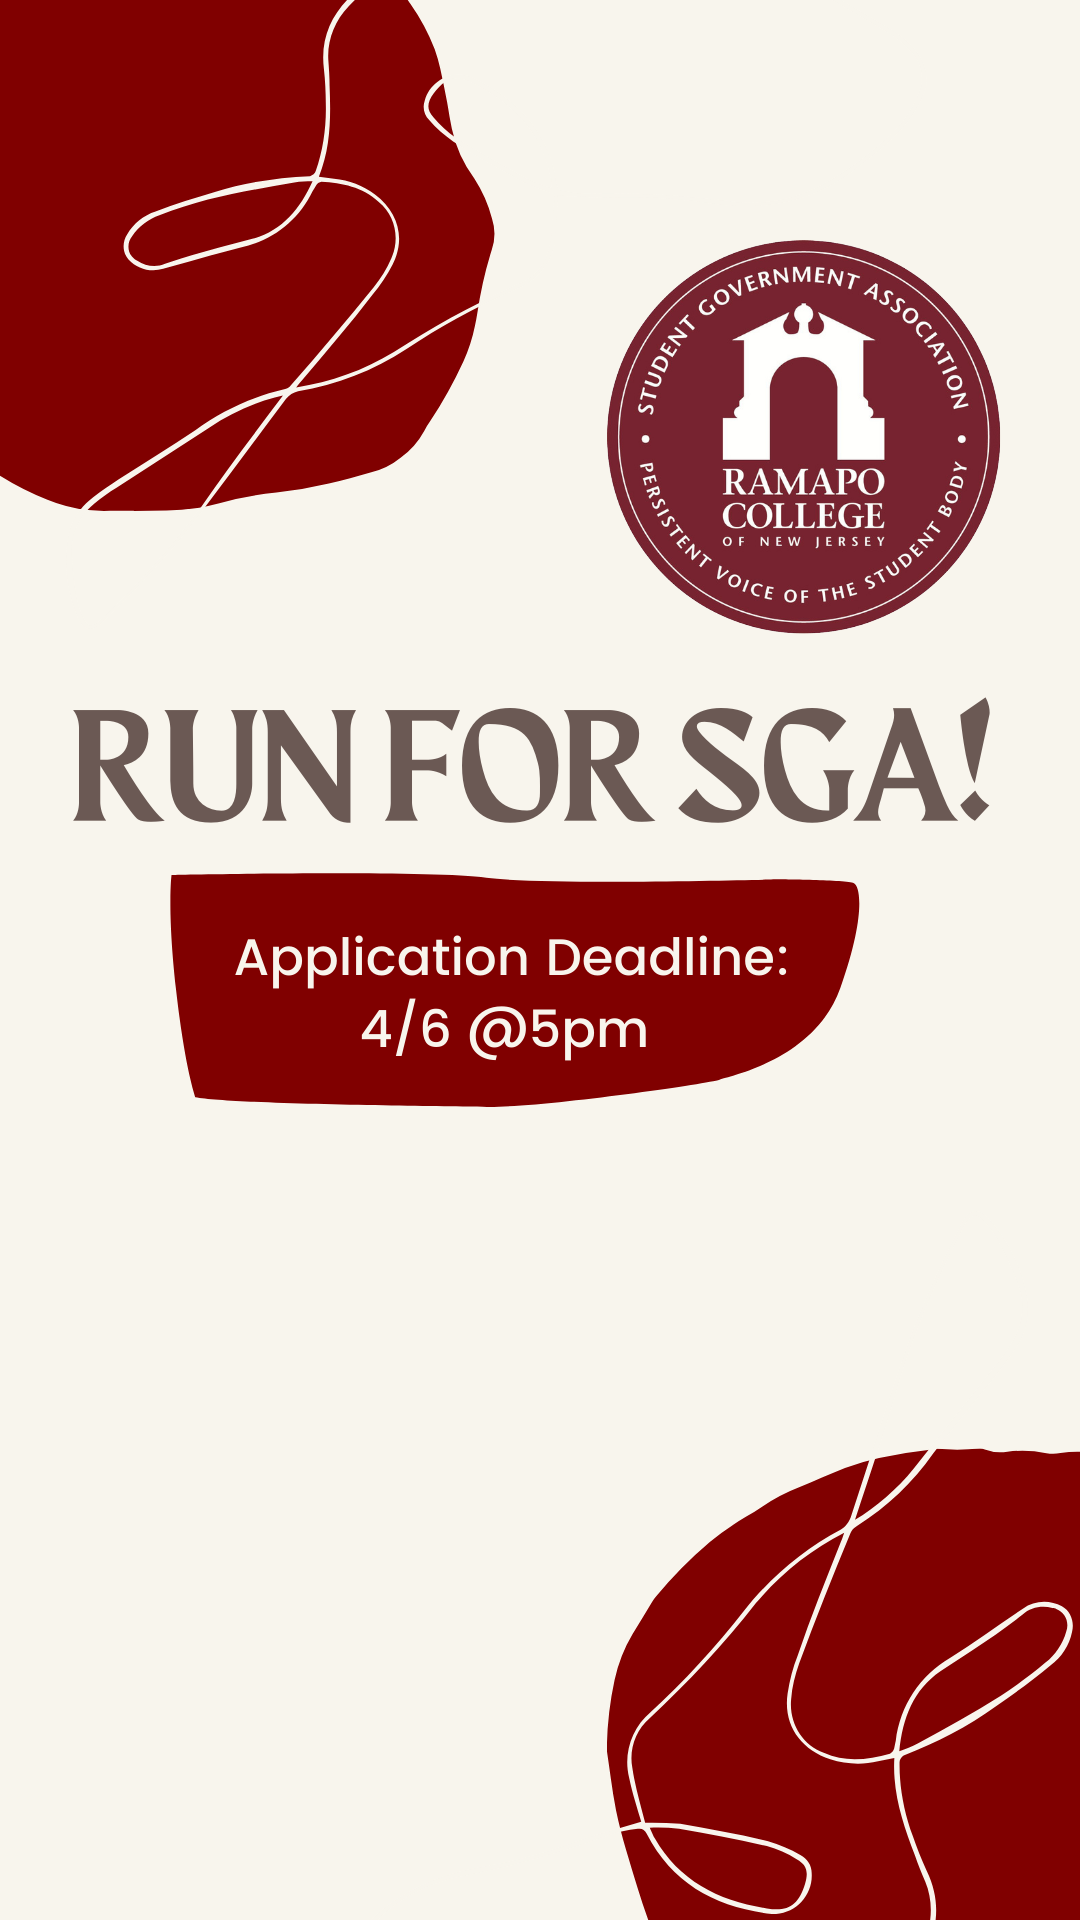 STUDENT GOVERNMENT ASSOCIATION
RAMAPO
COLLEGE
OF NEW JERSEY
PERSISTENT VOICE OF THE STUDENT BODY
RUN FOR SGA!
Application Deadline:
4/6 @5pm